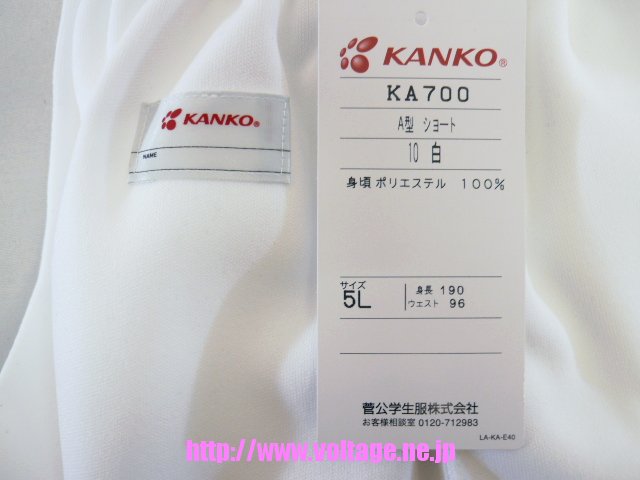 KANKO®
NAME
KANKO®
KA700
A型 ショート
10 白
身頃 ポリエステル 100%
サイズ
5L
身長 190
ウエスト 96
菅公学生服株式会社
お客様相談室 0120-712983
LA-KA-E40
http://www.voltage.ne.jp